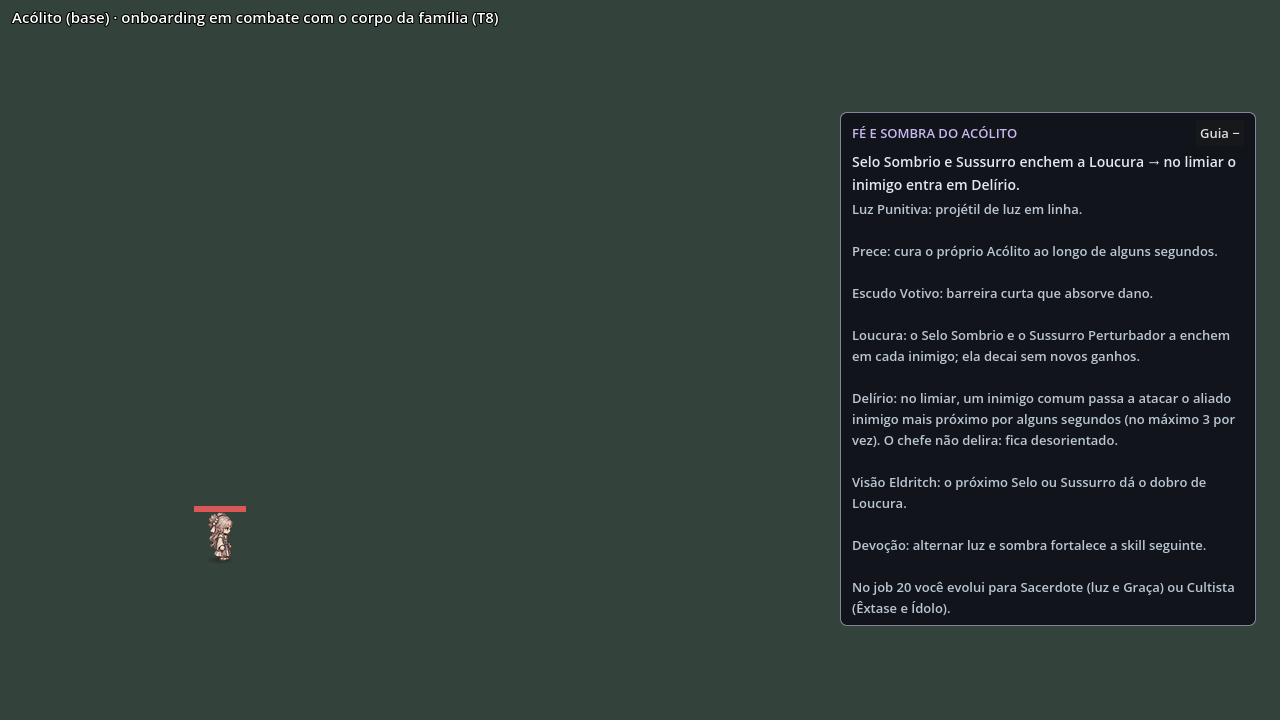 Acólito (base) · onboarding em combate com o corpo da família (T8)
FÉ E SOMBRA DO ACÓLITO
Guia −
Selo Sombrio e Sussurro enchem a Loucura → no limiar o
inimigo entra em Delírio.
Luz Punitiva: projétil de luz em linha.
Prece: cura o próprio Acólito ao longo de alguns segundos.
Escudo Votivo: barreira curta que absorve dano.
Loucura: o Selo Sombrio e o Sussurro Perturbador a enchem
em cada inimigo; ela decai sem novos ganhos.
Delírio: no limiar, um inimigo comum passa a atacar o aliado
inimigo mais próximo por alguns segundos (no máximo 3 por
vez). O chefe não delira: fica desorientado.
Visão Eldritch: o próximo Selo ou Sussurro dá o dobro de
Loucura.
Devoção: alternar luz e sombra fortalece a skill seguinte.
No job 20 você evolui para Sacerdote (luz e Graça) ou Cultista
(Êxtase e Ídolo).